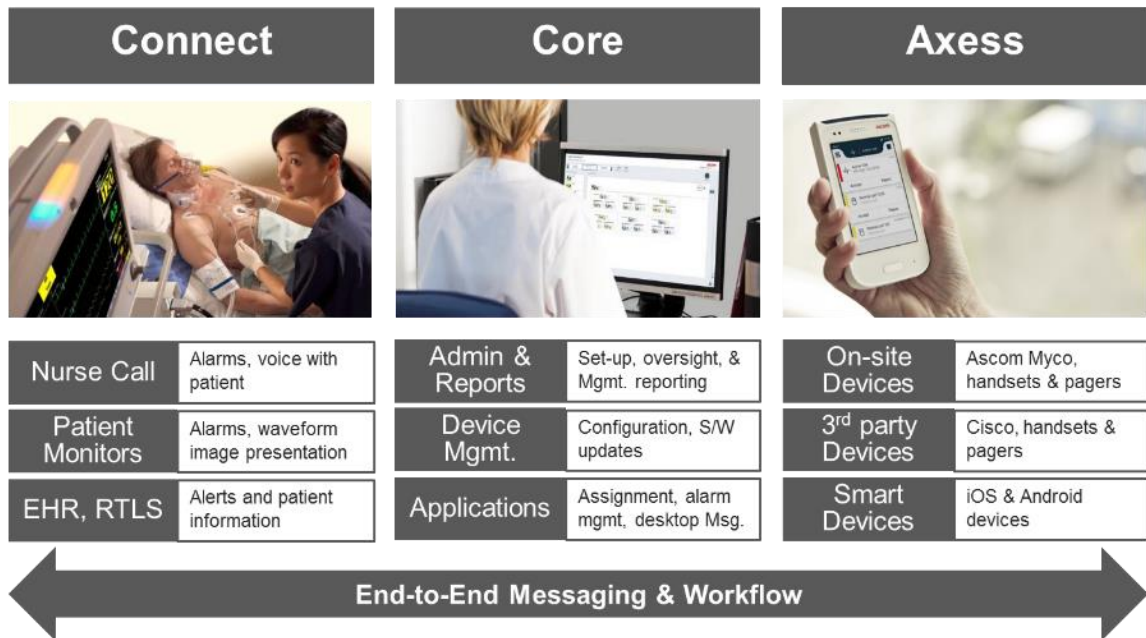 Connect
Core
Axess
Nurse Call
Alarms, voice with
patient
Patient
Monitors
Alarms, waveform
image presentation
EHR, RTLS
Alerts and patient
information
Admin &
Reports
Set-up, oversight, &
Mgmt. reporting
Device
Mgmt.
Configuration, S/W
updates
Applications
Assignment, alarm
mgmt, desktop Msg.
On-site
Devices
Ascom Myco,
handsets & pagers
3rd party
Devices
Cisco, handsets &
pagers
Smart
Devices
iOS & Android
devices
End-to-End Messaging & Workflow